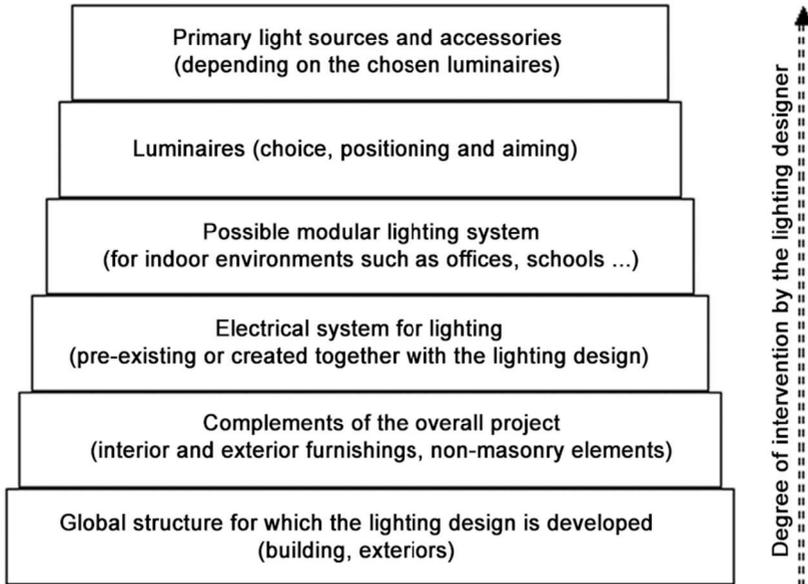 Primary light sources and accessories
(depending on the chosen luminaires)
Luminaires (choice, positioning and aiming)
Possible modular lighting system
(for indoor environments such as offices, schools ...)
Electrical system for lighting
(pre-existing or created together with the lighting design)
Complements of the overall project
(interior and exterior furnishings, non-masonry elements)
Global structure for which the lighting design is developed
(building, exteriors)
Degree of intervention by the lighting designer